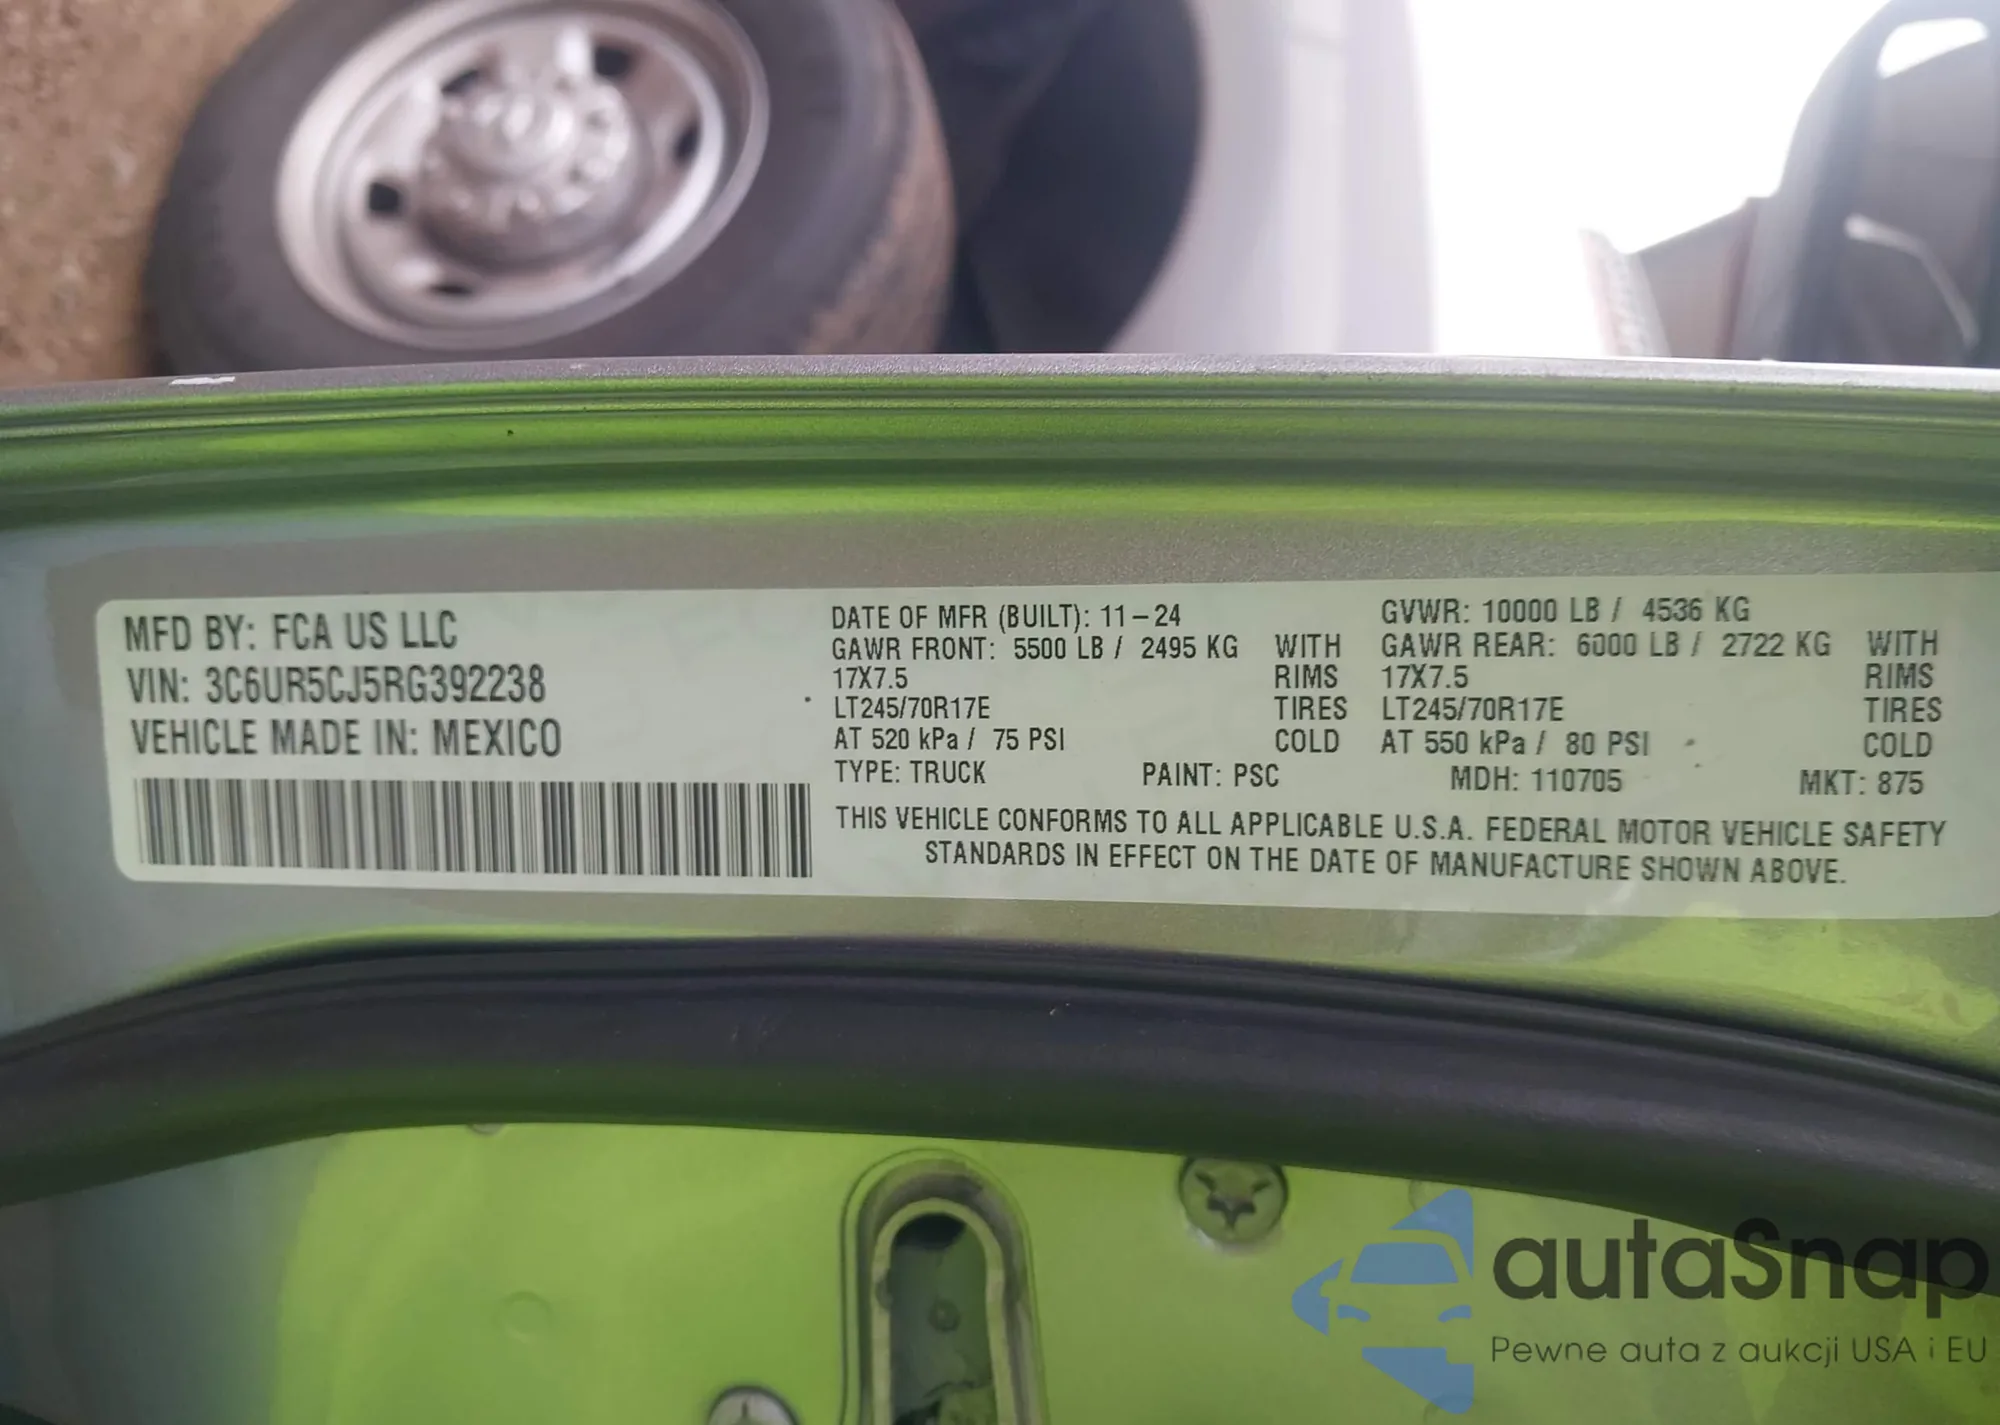 MFD BY: FCA US LLC
VIN: 3C6UR5CJ5RG392238
VEHICLE MADE IN: MEXICO
DATE OF MFR (BUILT): 11-24 GVWR: 10000 LB / 4536 KG
GAWR FRONT: 5500 LB / 2495 KG WITH GAWR REAR: 6000 LB / 2722 KG WITH
17X7.5 RIMS 17X7.5 RIMS
LT245/70R17E TIRES LT245/70R17E TIRES
AT 520 kPa / 75 PSI COLD AT 550 kPa / 80 PSI COLD
TYPE: TRUCK PAINT: PSC MDH: 110705 MKT: 875
THIS VEHICLE CONFORMS TO ALL APPLICABLE U.S.A. FEDERAL MOTOR VEHICLE SAFETY
STANDARDS IN EFFECT ON THE DATE OF MANUFACTURE SHOWN ABOVE.
autaSnap
Pewne auta z aukcji USA i EU